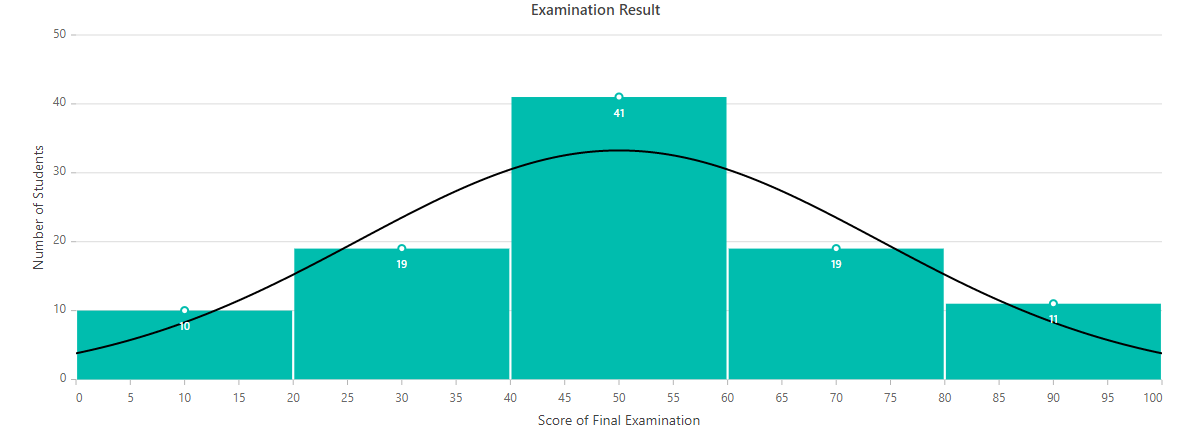 Examination Result
Number of Students
50
40
30
20
10
0
10
19
41
19
11
0 5 10 15 20 25 30 35 40 45 50 55 60 65 70 75 80 85 90 95 100
Score of Final Examination